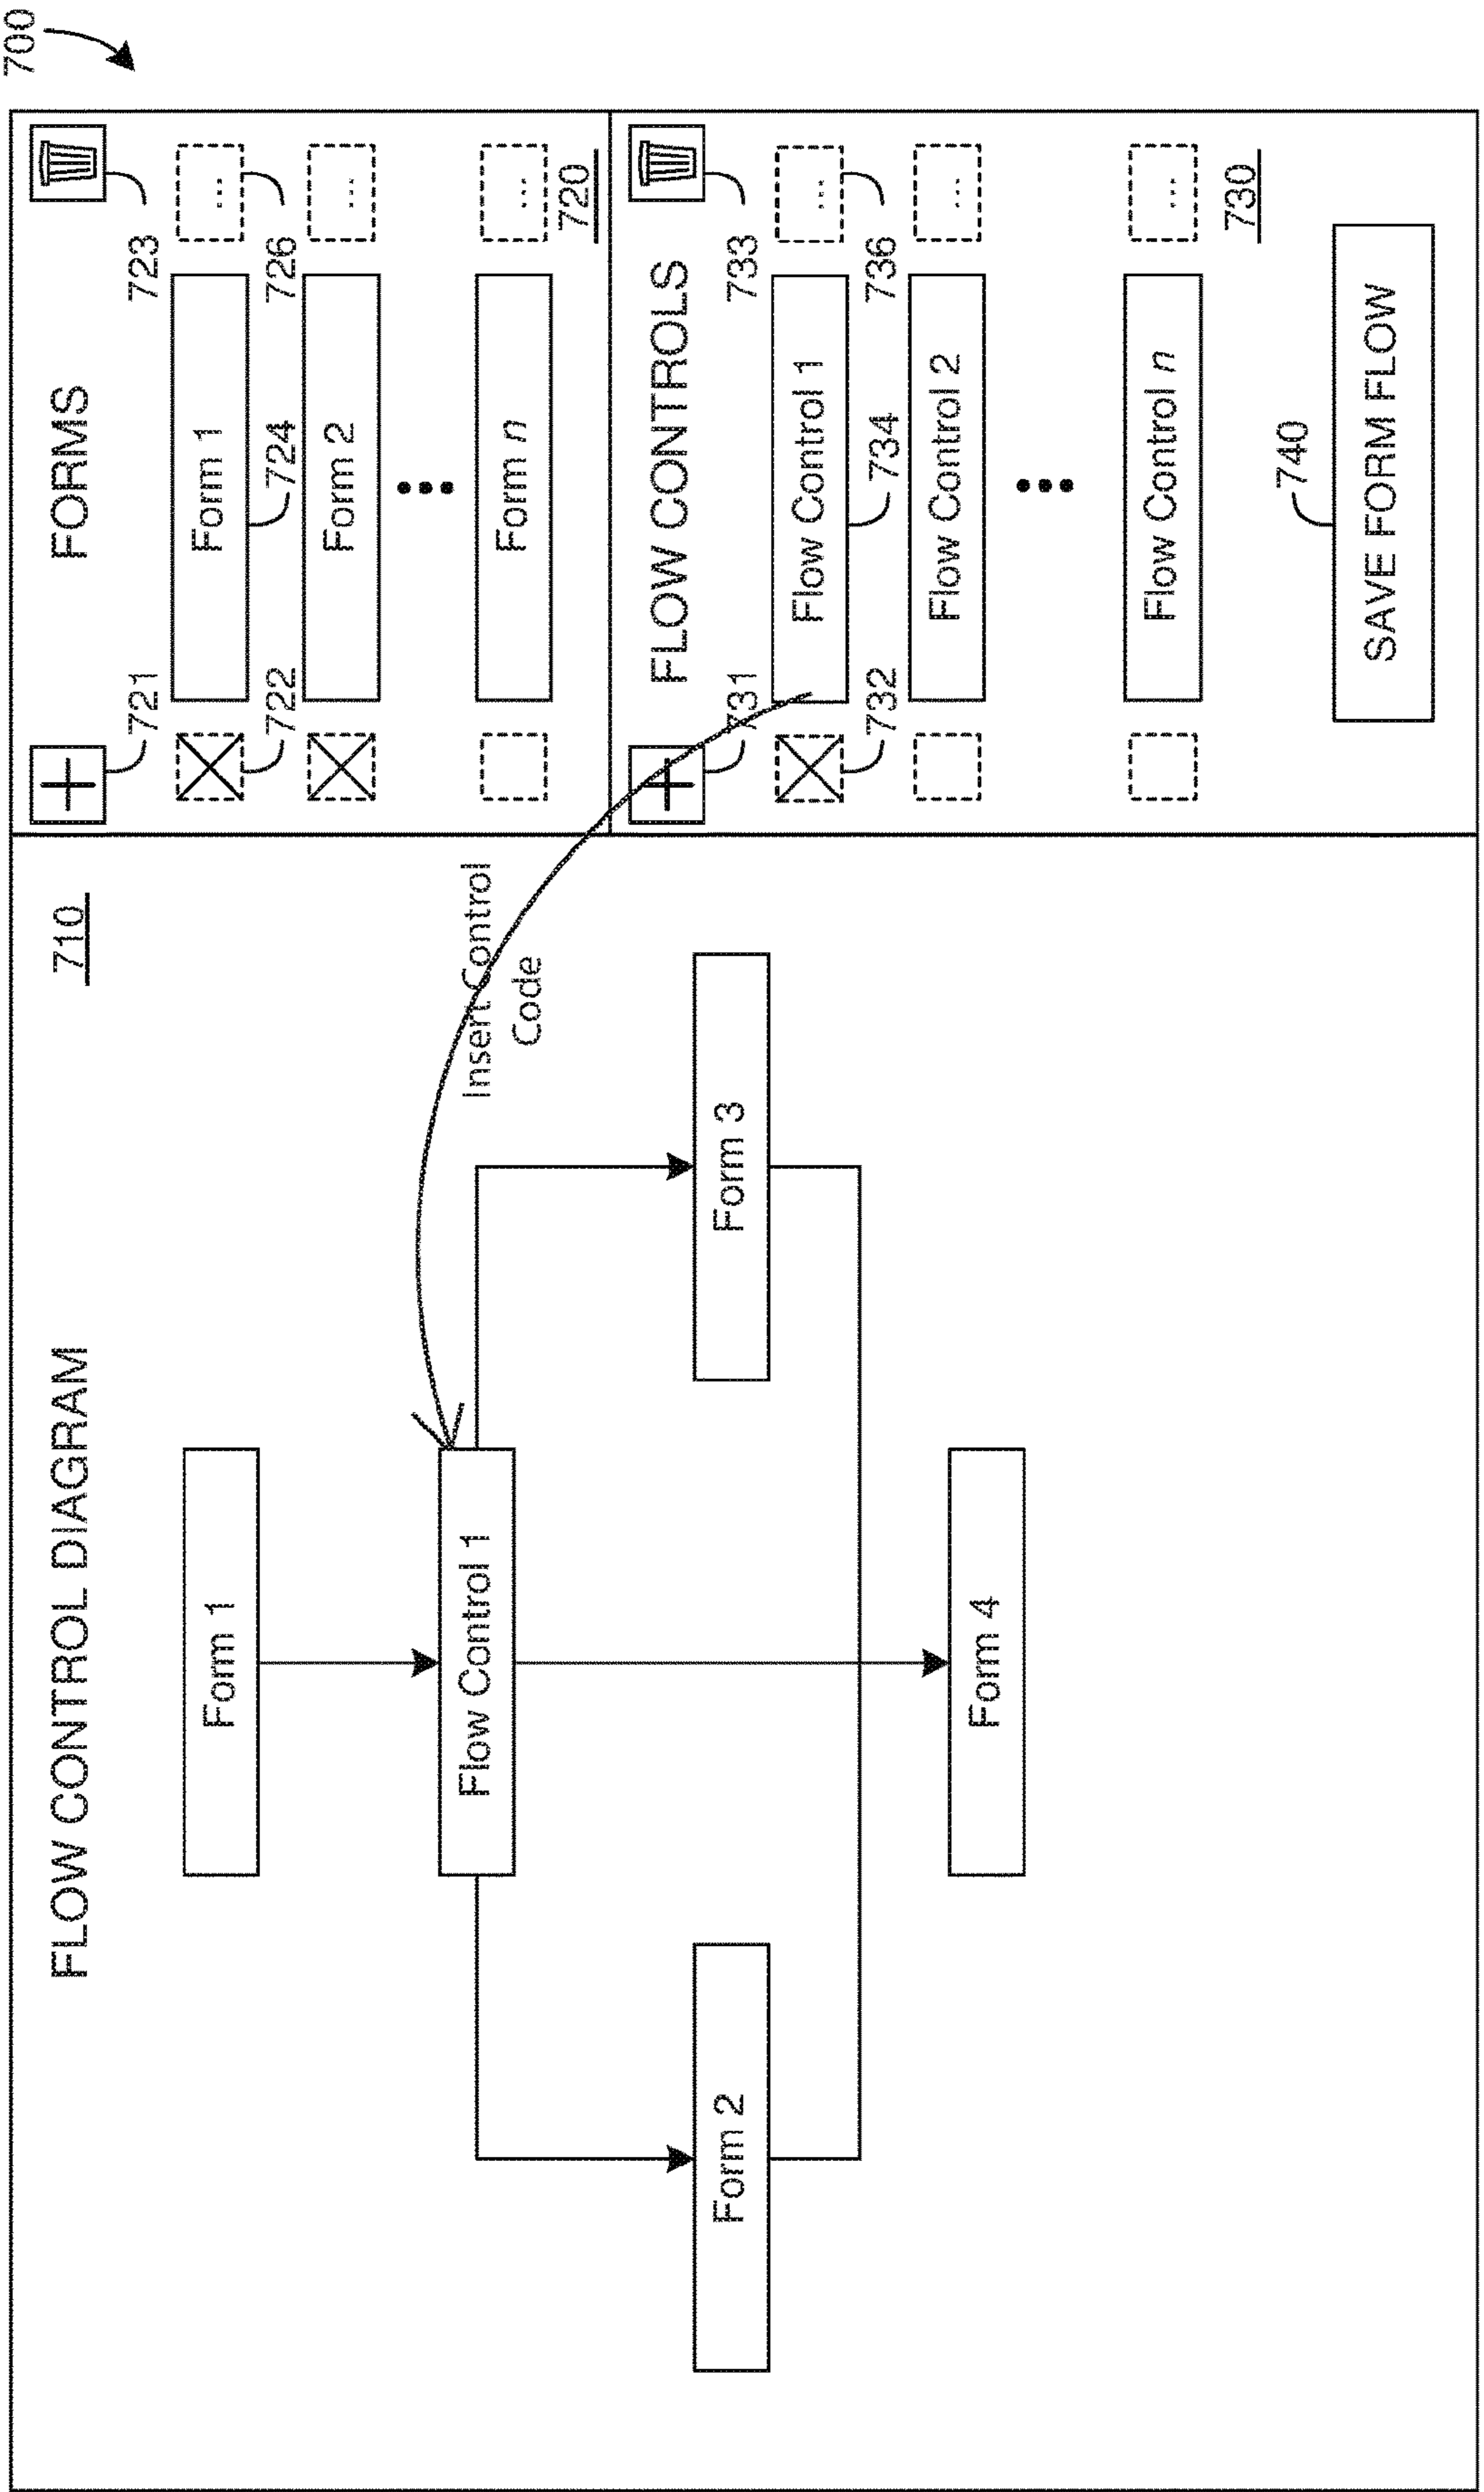 700
FLOW CONTROL DIAGRAM
710
Form 1
Flow Control 1
Insert Control
Code
Form 2
Form 3
Form 4
FORMS
721
723
Form 1
...
722
724
726
Form 2
...
Form n
...
720
FLOW CONTROLS
731
733
Flow Control 1
...
732
734
736
Flow Control 2
...
Flow Control n
...
730
740
SAVE FORM FLOW